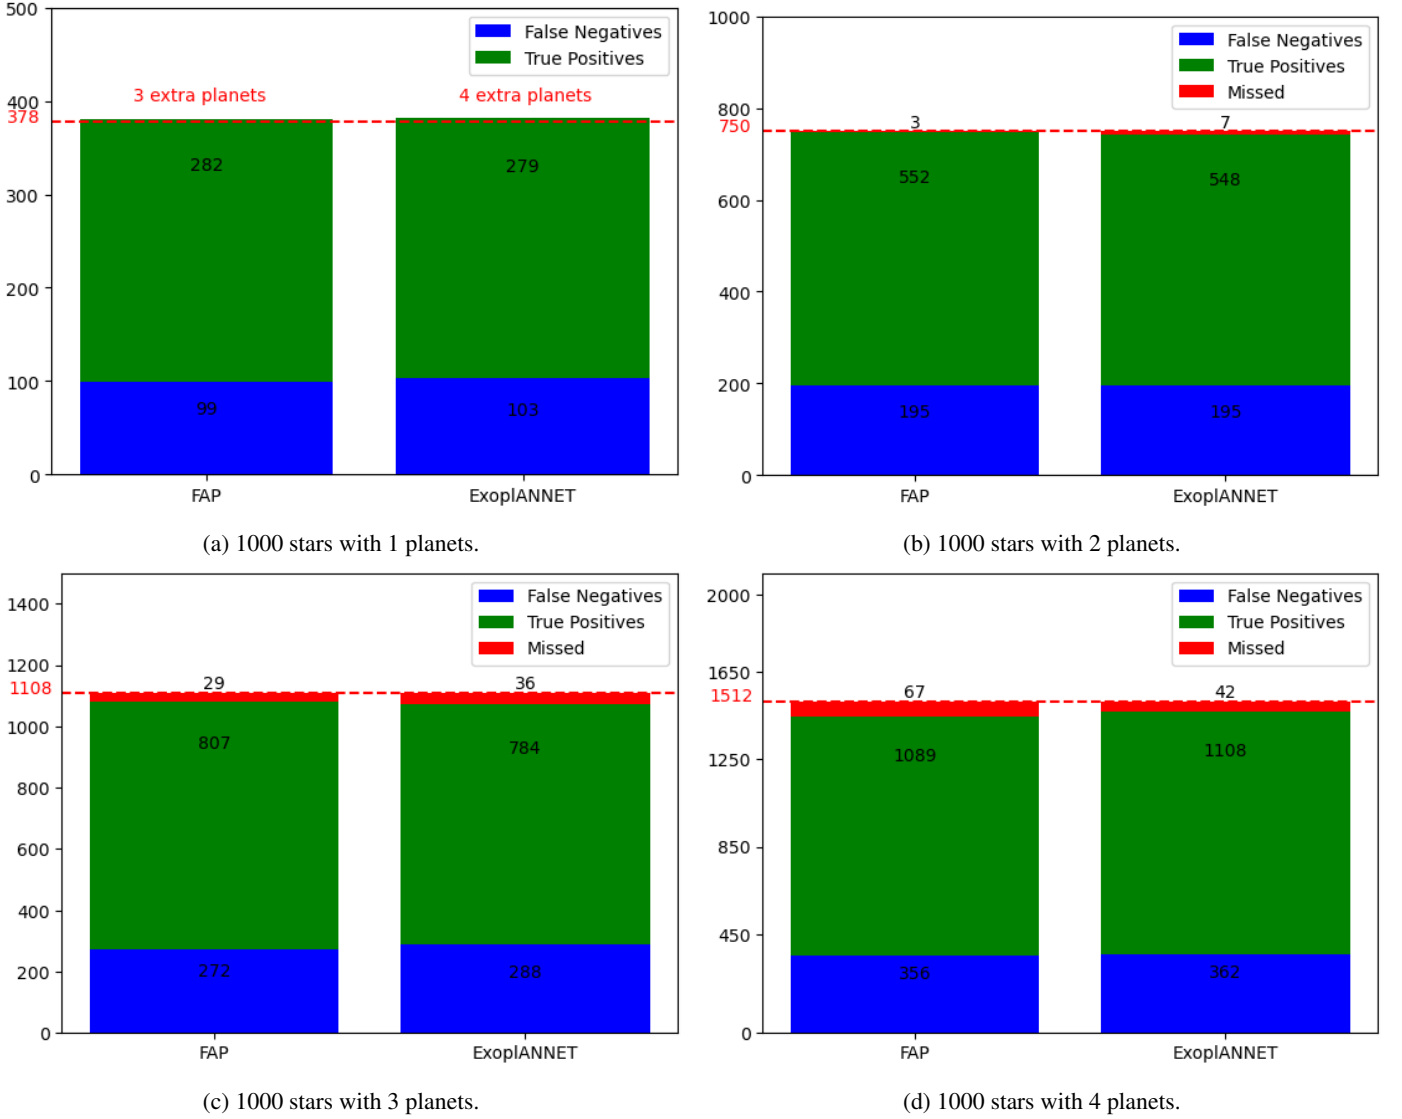 500
400
378
300
200
100
0
False Negatives
True Positives
3 extra planets
4 extra planets
282
279
99
103
FAP
ExoplANNET
(a) 1000 stars with 1 planets.
1000
800
750
600
400
200
0
False Negatives
True Positives
Missed
3
7
552
548
195
195
FAP
ExoplANNET
(b) 1000 stars with 2 planets.
1400
1200
1108
1000
800
600
400
200
0
False Negatives
True Positives
Missed
29
36
807
784
272
288
FAP
ExoplANNET
(c) 1000 stars with 3 planets.
2000
1650
1512
1250
850
450
0
False Negatives
True Positives
Missed
67
42
1089
1108
356
362
FAP
ExoplANNET
(d) 1000 stars with 4 planets.